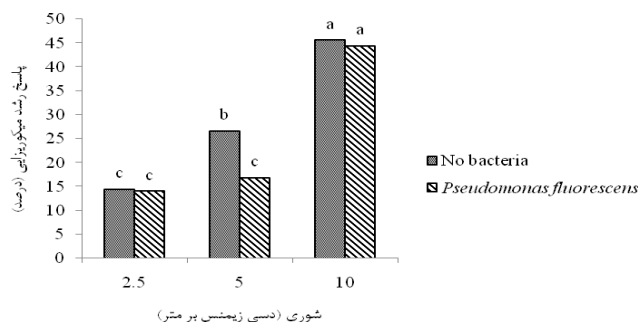 پاسخ رشد میکوریزایی (درصد)
50
45
40
35
30
25
20
15
10
5
0
c c
b c
a a
2.5 5 10
شوری (دسی زیمنس بر متر)
No bacteria
Pseudomonas fluorescens